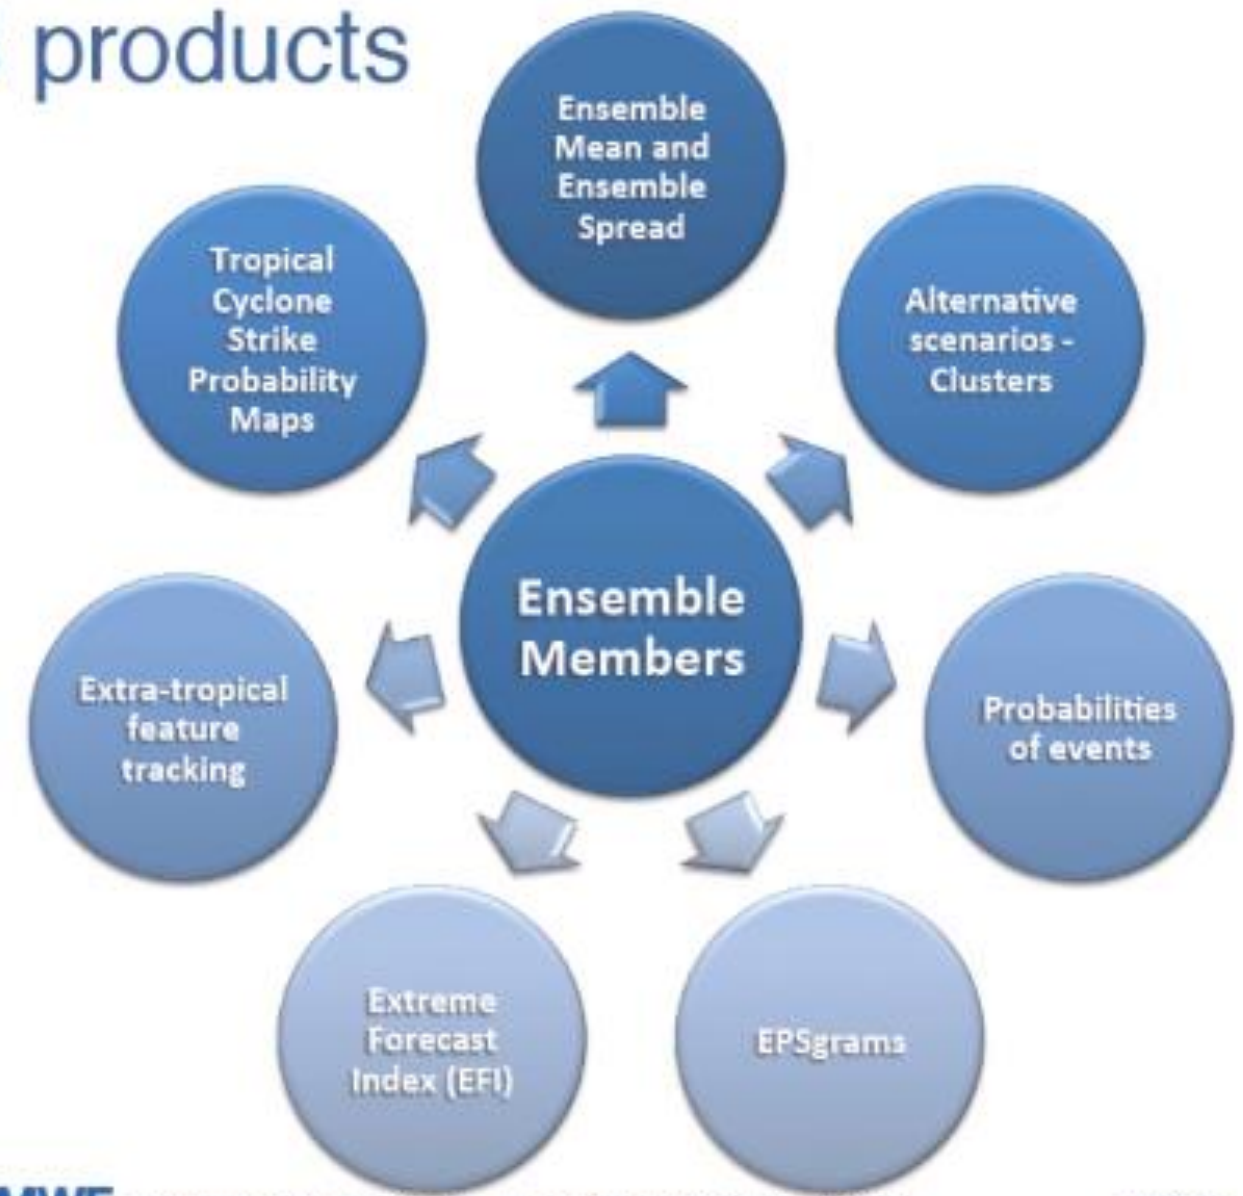 products
Ensemble
Mean and
Ensemble
Spread
Alternative
scenarios -
Clusters
Probabilities
of events
EPSgrams
Extreme
Forecast
Index (EFI)
Extra-tropical
feature
tracking
Tropical
Cyclone
Strike
Probability
Maps
Ensemble
Members